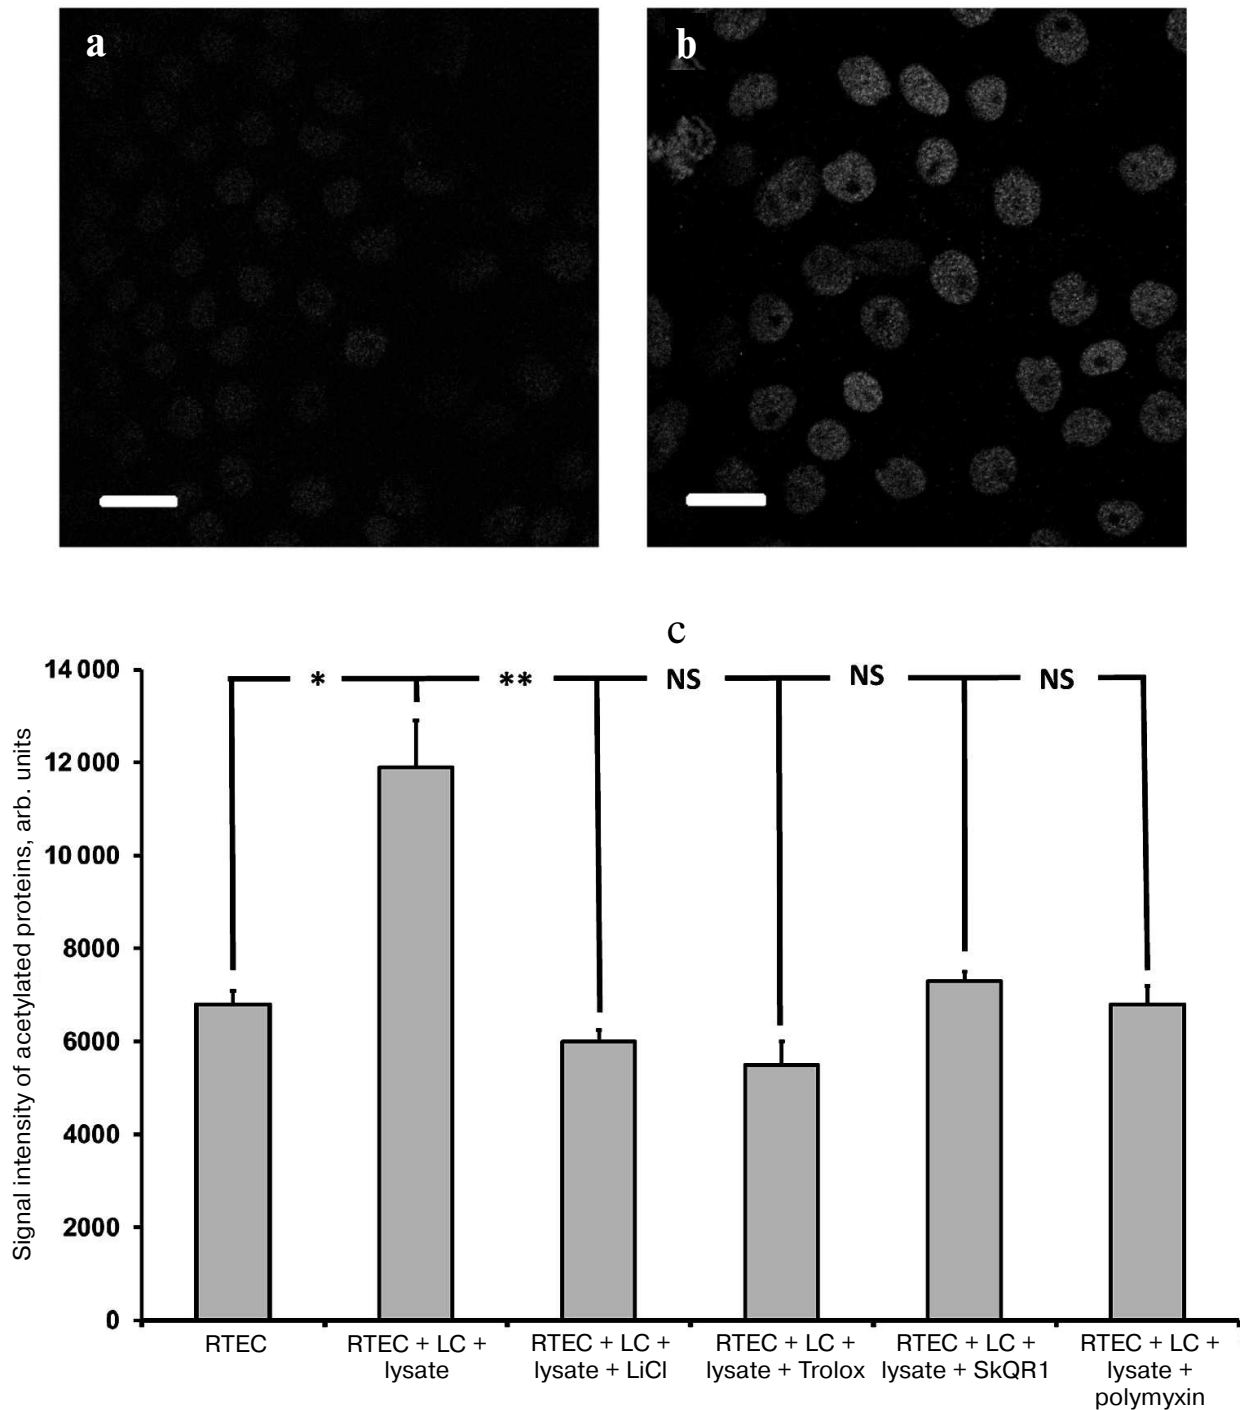 a
b
c
Signal intensity of acetylated proteins, arb. units
14 000
12 000
10 000
8000
6000
4000
2000
0
* ** NS NS NS
RTEC
RTEC + LC +
lysate
RTEC + LC +
lysate + LiCl
RTEC + LC +
lysate + Trolox
RTEC + LC +
lysate + SkQR1
RTEC + LC +
lysate +
polymyxin